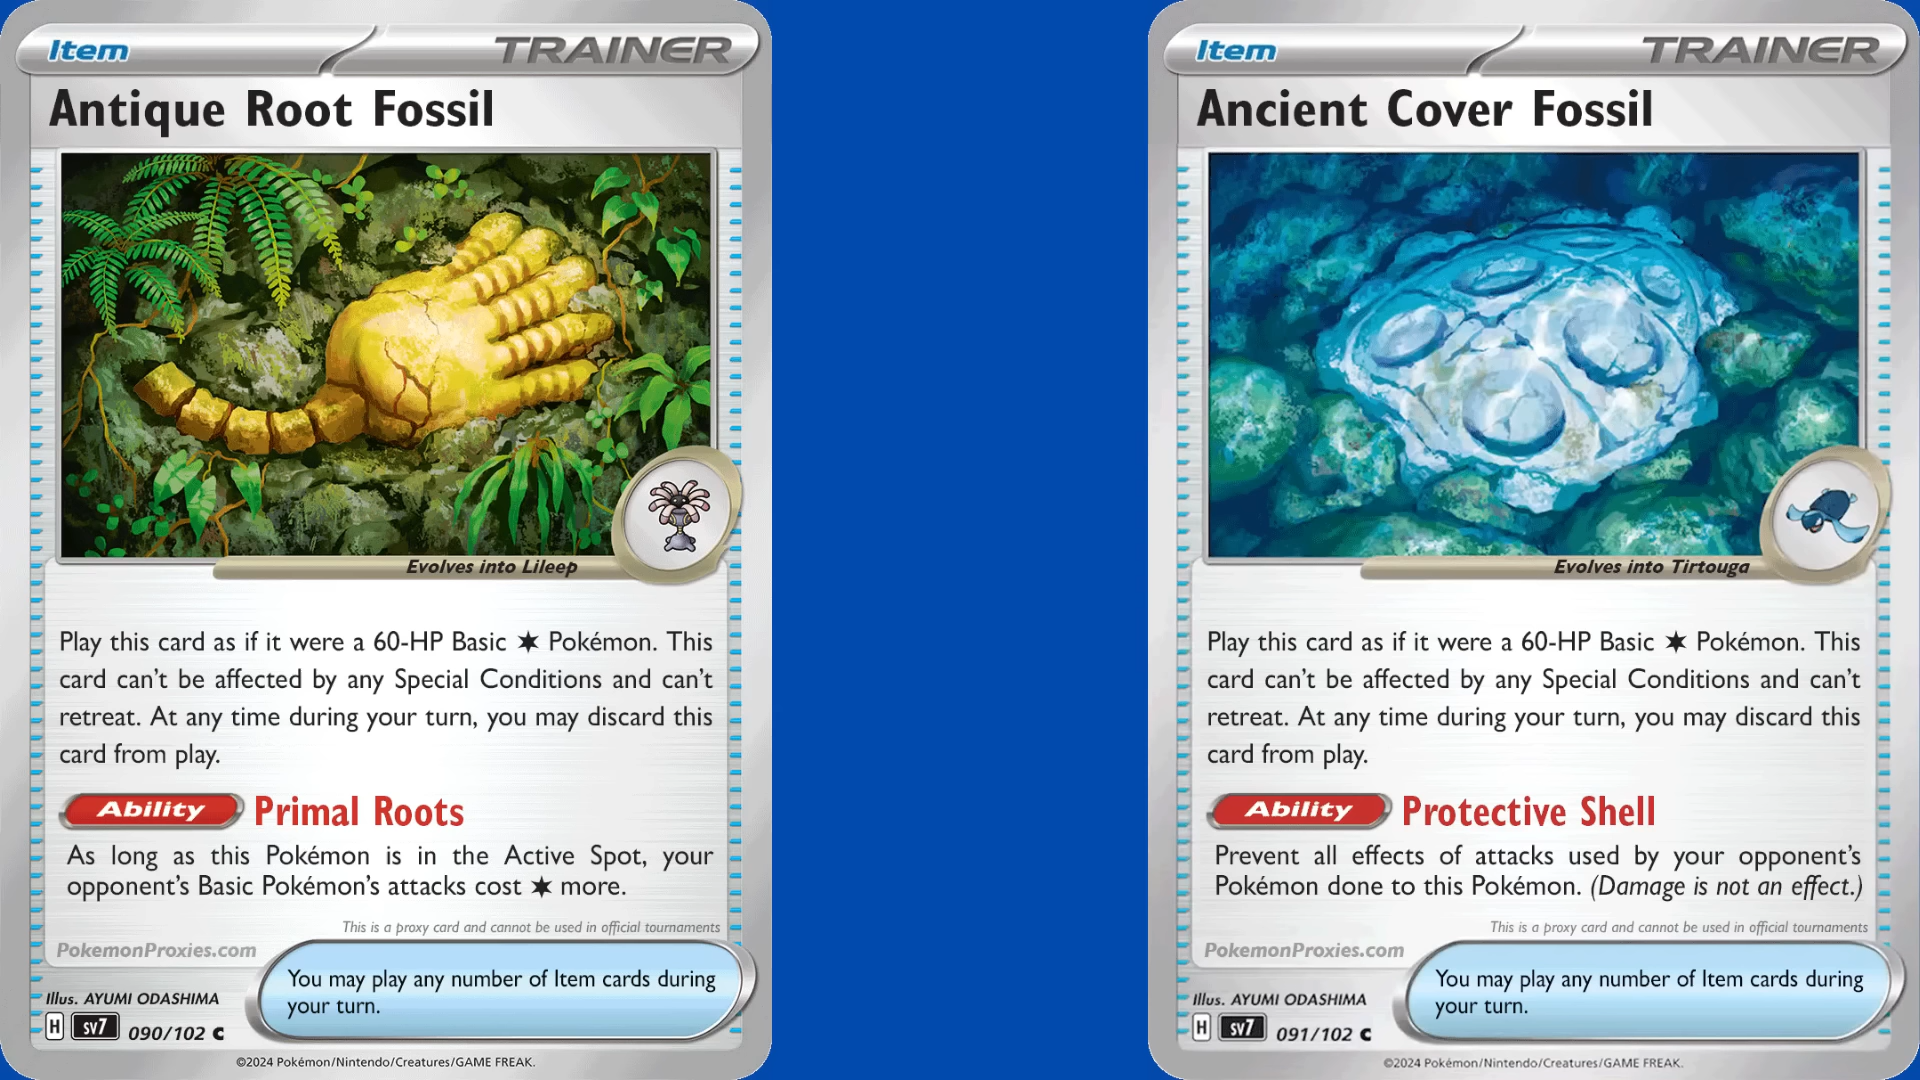 Item
TRAINER
Antique Root Fossil
Evolves into Lileep
Play this card as if it were a 60-HP Basic ✶ Pokémon. This
card can't be affected by any Special Conditions and can't
retreat. At any time during your turn, you may discard this
card from play.
Ability Primal Roots
As long as this Pokémon is in the Active Spot, your
opponent's Basic Pokémon's attacks cost ✶ more.
This is a proxy card and cannot be used in official tournaments
PokemonProxies.com
You may play any number of Item cards during
your turn.
Illus. AYUMI ODASHIMA
H sv7 090/102 C
©2024 Pokémon/Nintendo/Creatures/GAME FREAK.
Item
TRAINER
Ancient Cover Fossil
Evolves into Tirtouga
Play this card as if it were a 60-HP Basic ✶ Pokémon. This
card can't be affected by any Special Conditions and can't
retreat. At any time during your turn, you may discard this
card from play.
Ability Protective Shell
Prevent all effects of attacks used by your opponent's
Pokémon done to this Pokémon. (Damage is not an effect.)
This is a proxy card and cannot be used in official tournaments
PokemonProxies.com
You may play any number of Item cards during
your turn.
Illus. AYUMI ODASHIMA
H sv7 091/102 C
©2024 Pokémon/Nintendo/Creatures/GAME FREAK.